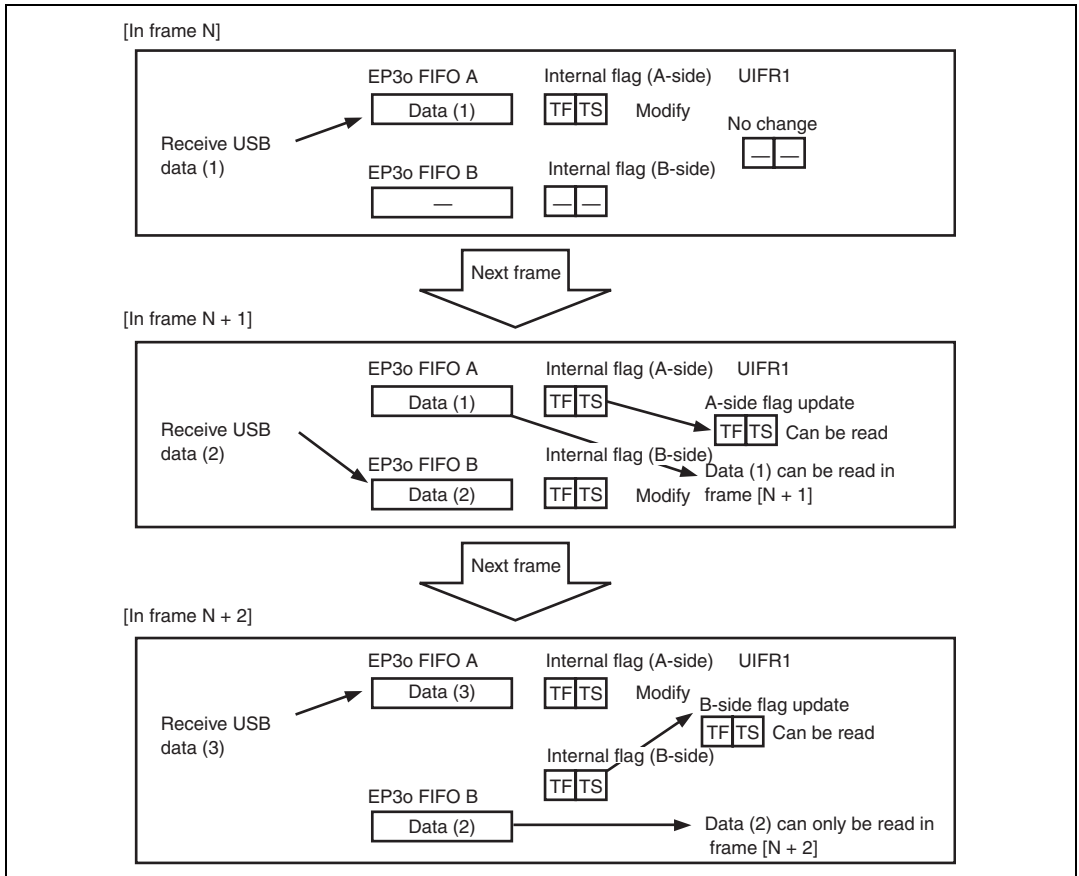 [In frame N]
EP3o FIFO A Internal flag (A-side) UIFR1
Data (1) TF TS Modify
No change
Receive USB
data (1)
— —
EP3o FIFO B Internal flag (B-side)
— — —
Next frame
[In frame N + 1]
EP3o FIFO A Internal flag (A-side) UIFR1
Data (1) TF TS
A-side flag update
TF TS Can be read
Receive USB
data (2)
Internal flag (B-side)
EP3o FIFO B
Data (1) can be read in
Data (2) TF TS Modify frame [N + 1]
Next frame
[In frame N + 2]
EP3o FIFO A Internal flag (A-side) UIFR1
Data (3) TF TS Modify
B-side flag update
TF TS Can be read
Receive USB
data (3)
Internal flag (B-side)
TF TS
EP3o FIFO B
Data (2) Data (2) can only be read in
frame [N + 2]